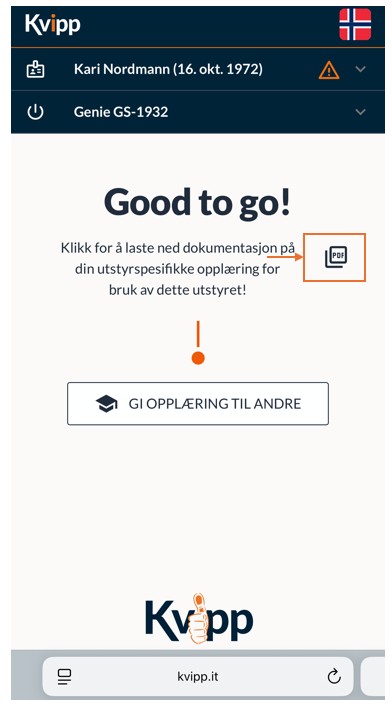 Kvipp
Kari Nordmann (16. okt. 1972)
Genie GS-1932
Good to go!
Klikk for å laste ned dokumentasjon på
din utstyrspesifikke opplæring for
bruk av dette utstyret!
PDF
GI OPPLÆRING TIL ANDRE
Kvipp
kvipp.it